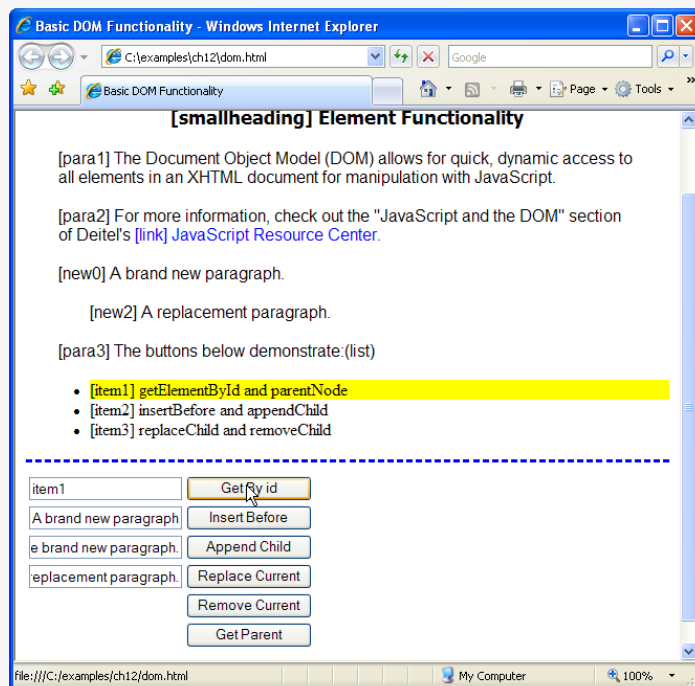 Basic DOM Functionality - Windows Internet Explorer
C:\examples\ch12\dom.html
Google
Basic DOM Functionality
Page
Tools
»
[smallheading] Element Functionality
[para1] The Document Object Model (DOM) allows for quick, dynamic access to
all elements in an XHTML document for manipulation with JavaScript.
[para2] For more information, check out the "JavaScript and the DOM" section
of Deitel's [link] JavaScript Resource Center.
[new0] A brand new paragraph.
[new2] A replacement paragraph.
[para3] The buttons below demonstrate:(list)
• [item1] getElementById and parentNode
• [item2] insertBefore and appendChild
• [item3] replaceChild and removeChild
item1 Get By id
A brand new paragraph Insert Before
e brand new paragraph. Append Child
replacement paragraph. Replace Current
Remove Current
Get Parent
file:///C:/examples/ch12/dom.html My Computer 100%